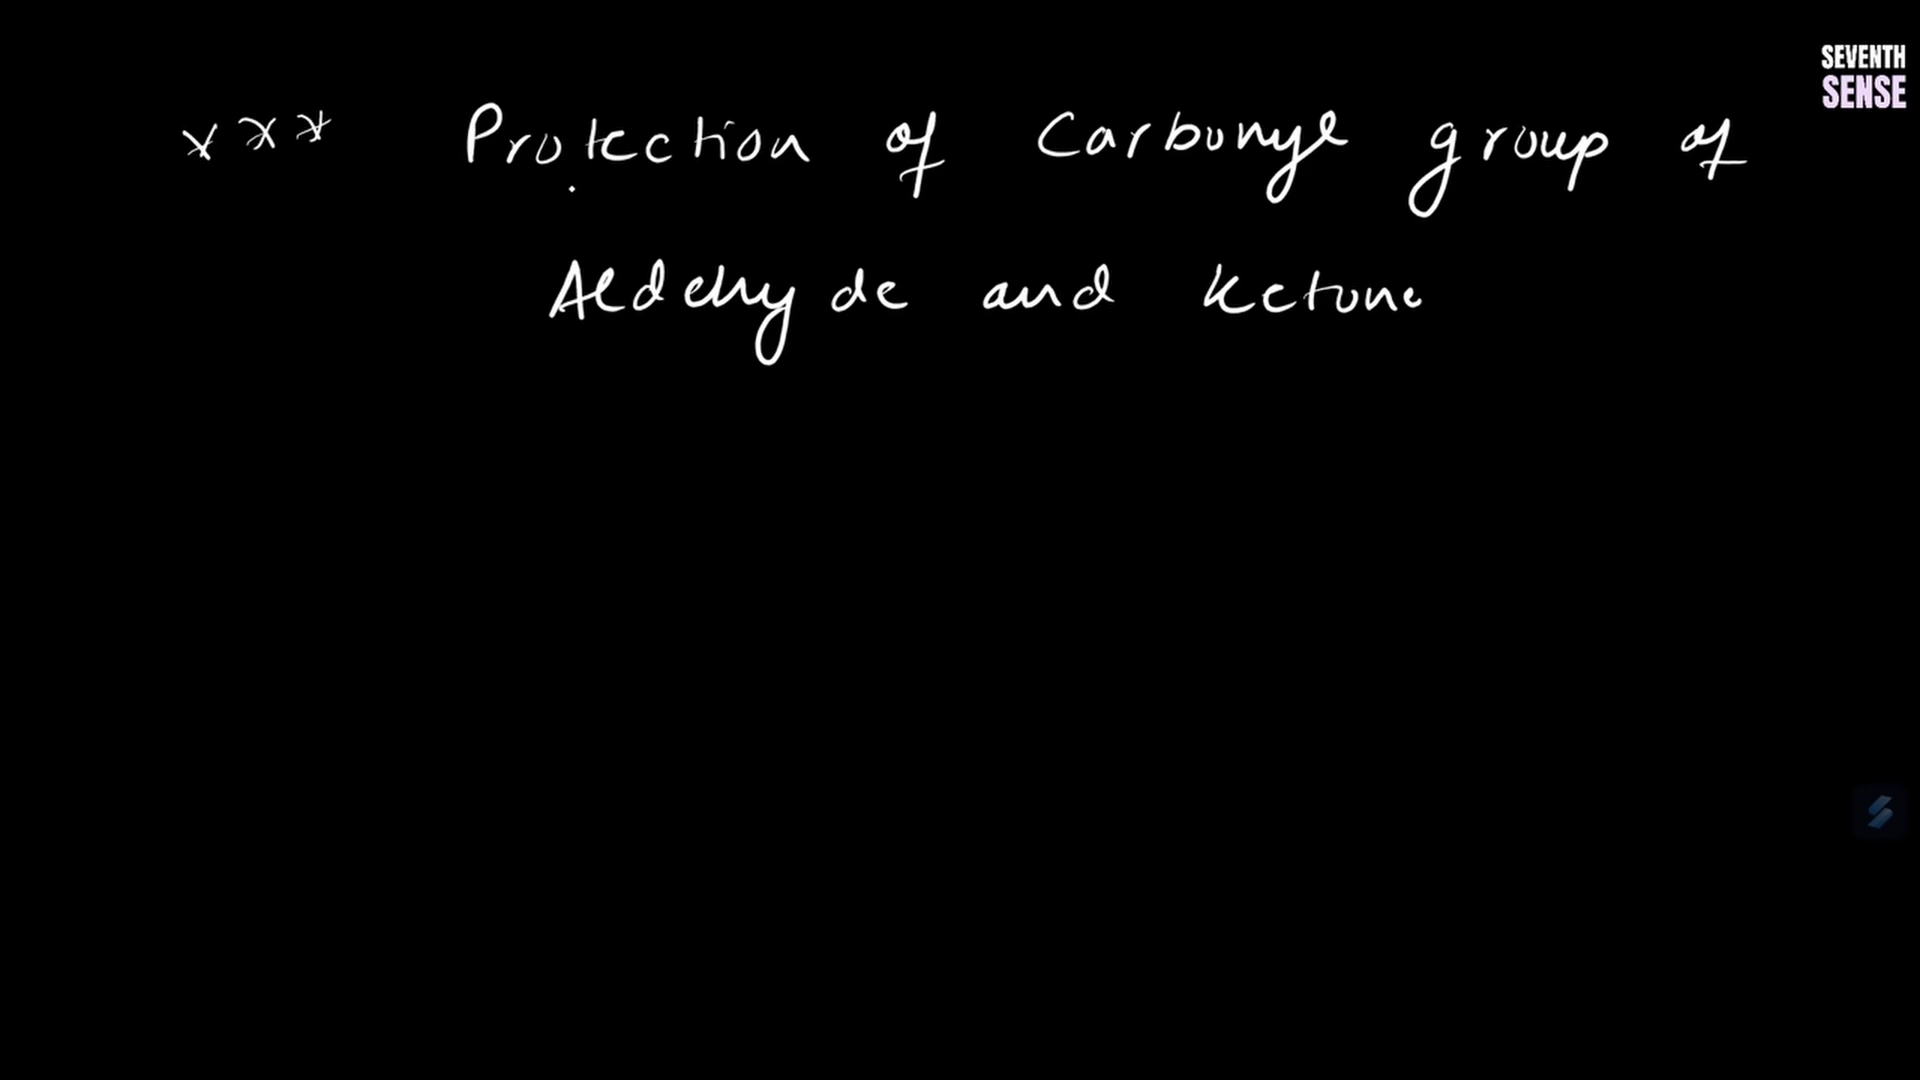 *** Protection of Carbonyl group of
Aldehyde and Ketone
SEVENTH
SENSE